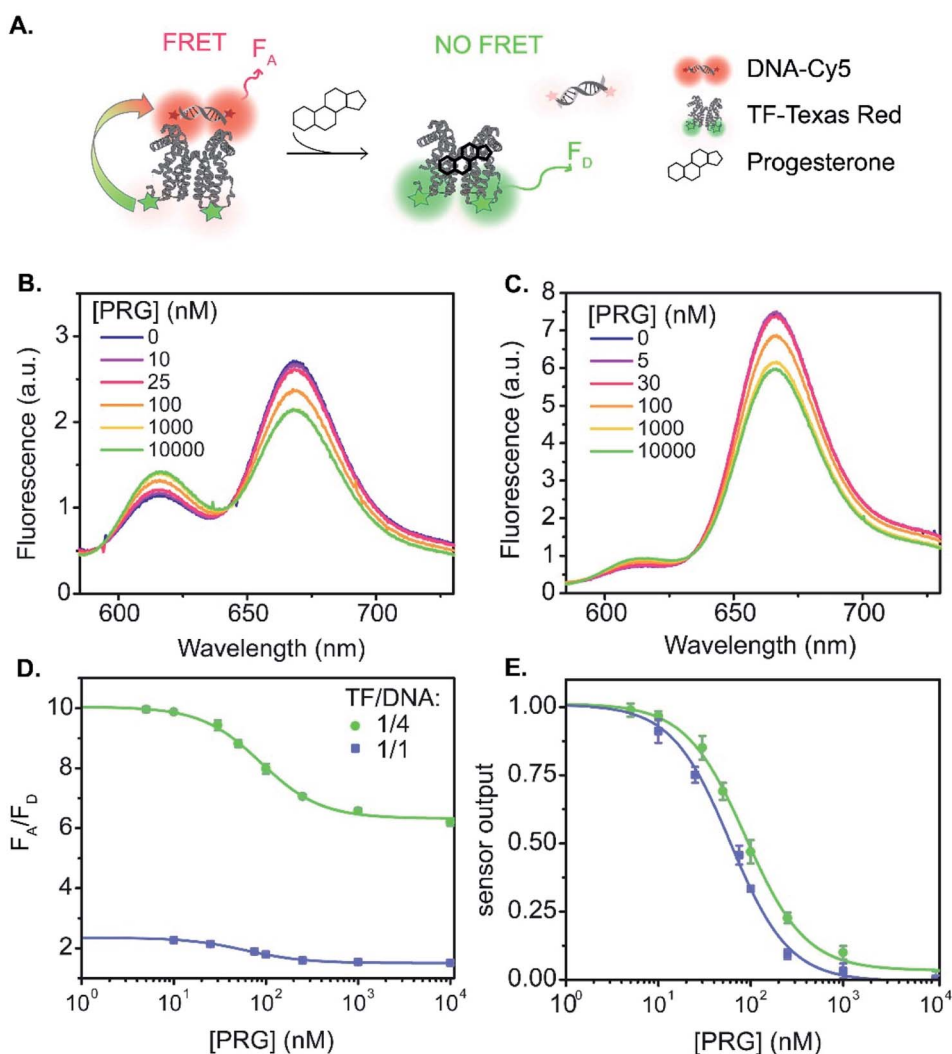 A.
FRET
F_A
NO FRET
F_D
DNA-Cy5
TF-Texas Red
Progesterone
B.
[PRG] (nM)
0
10
25
100
1000
10000
Fluorescence (a.u.)
3
2
1
0
600 650 700
Wavelength (nm)
C.
[PRG] (nM)
0
5
30
100
1000
10000
Fluorescence (a.u.)
8
7
6
5
4
3
2
1
0
600 650 700
Wavelength (nm)
D.
TF/DNA:
1/4
1/1
F_A/F_D
10
8
6
4
2
10^0 10^1 10^2 10^3 10^4
[PRG] (nM)
E.
sensor output
1.00
0.75
0.50
0.25
0.00
10^0 10^1 10^2 10^3 10^4
[PRG] (nM)